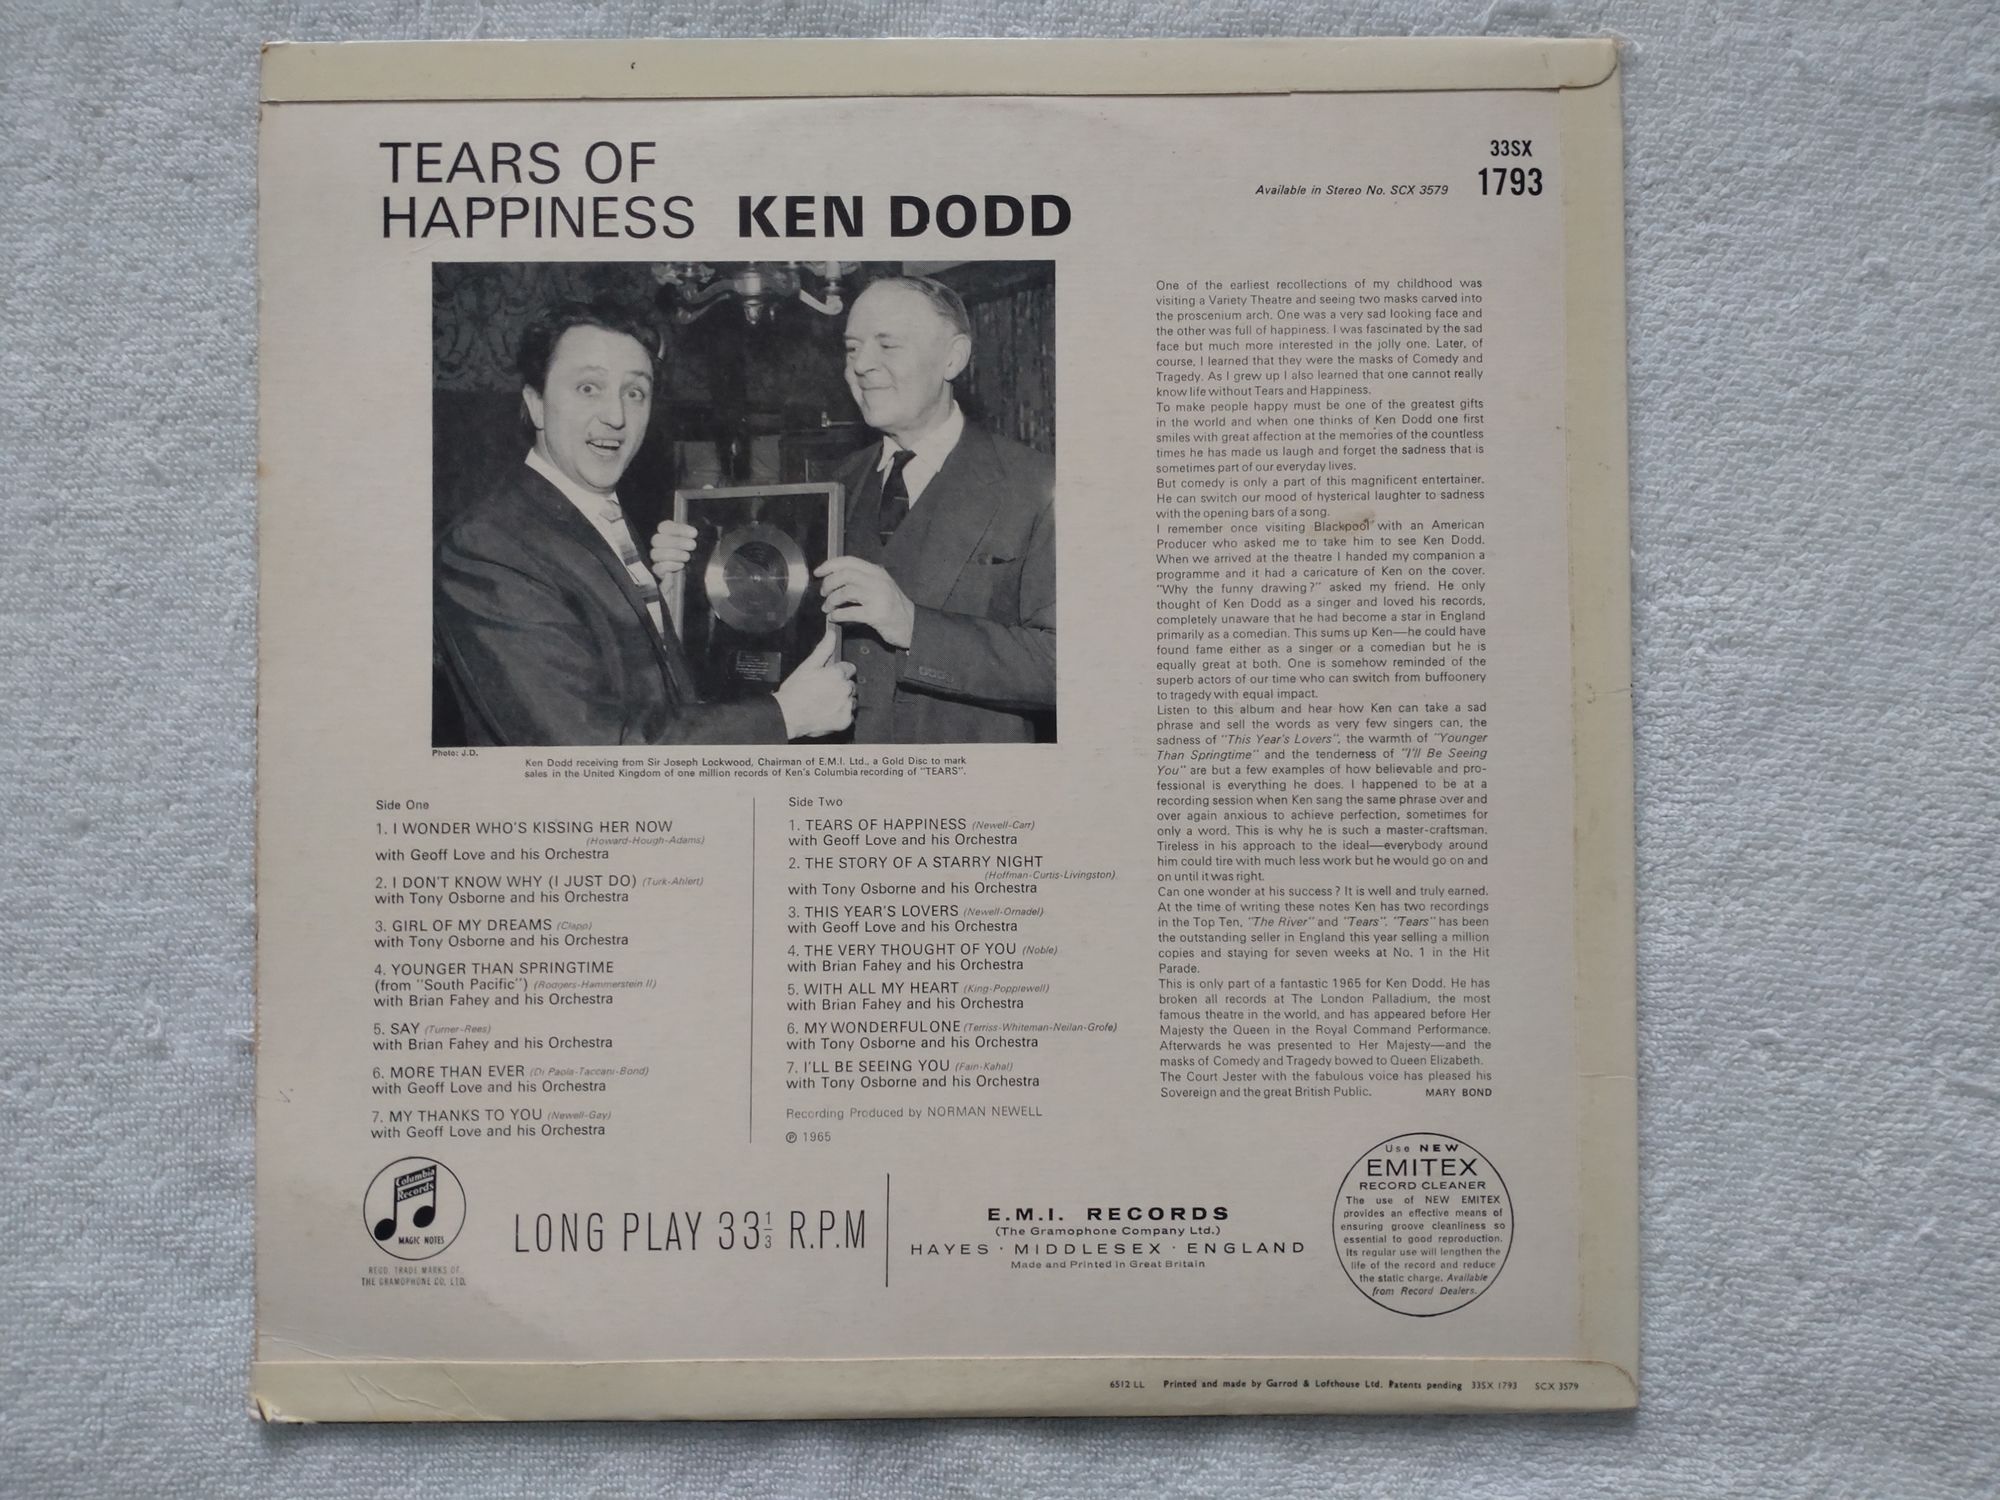 TEARS OF
HAPPINESS KEN DODD
33SX
Available in Stereo No. SCX 3579 1793
Photo: J.D.
Ken Dodd receiving from Sir Joseph Lockwood, Chairman of E.M.I. Ltd., a Gold Disc to mark
sales in the United Kingdom of one million records of Ken's Columbia recording of "TEARS".
Side One
1. I WONDER WHO'S KISSING HER NOW
(Howard-Hough-Adams)
with Geoff Love and his Orchestra
2. I DON'T KNOW WHY (I JUST DO) (Turk-Ahlert)
with Tony Osborne and his Orchestra
3. GIRL OF MY DREAMS (Clapp)
with Tony Osborne and his Orchestra
4. YOUNGER THAN SPRINGTIME
(from "South Pacific") (Rodgers-Hammerstein II)
with Brian Fahey and his Orchestra
5. SAY (Turner-Rees)
with Brian Fahey and his Orchestra
6. MORE THAN EVER (Di Paola-Taccani-Bond)
with Geoff Love and his Orchestra
7. MY THANKS TO YOU (Newell-Gay)
with Geoff Love and his Orchestra
Side Two
1. TEARS OF HAPPINESS (Newell-Carr)
with Geoff Love and his Orchestra
2. THE STORY OF A STARRY NIGHT
(Hoffman-Curtis-Livingston)
with Tony Osborne and his Orchestra
3. THIS YEAR'S LOVERS (Newell-Ornadel)
with Geoff Love and his Orchestra
4. THE VERY THOUGHT OF YOU (Noble)
with Brian Fahey and his Orchestra
5. WITH ALL MY HEART (King-Popplewell)
with Brian Fahey and his Orchestra
6. MY WONDERFUL ONE (Terriss-Whiteman-Neilan-Grofe)
with Tony Osborne and his Orchestra
7. I'LL BE SEEING YOU (Fain-Kahal)
with Tony Osborne and his Orchestra
Recording Produced by NORMAN NEWELL
℗ 1965
One of the earliest recollections of my childhood was
visiting a Variety Theatre and seeing two masks carved into
the proscenium arch. One was a very sad looking face and
the other was full of happiness. I was fascinated by the sad
face but much more interested in the jolly one. Later, of
course, I learned that they were the masks of Comedy and
Tragedy. As I grew up I also learned that one cannot really
know life without Tears and Happiness.
To make people happy must be one of the greatest gifts
in the world and when one thinks of Ken Dodd one first
smiles with great affection at the memories of the countless
times he has made us laugh and forget the sadness that is
sometimes part of our everyday lives.
But comedy is only a part of this magnificent entertainer.
He can switch our mood of hysterical laughter to sadness
with the opening bars of a song.
I remember once visiting Blackpool with an American
Producer who asked me to take him to see Ken Dodd.
When we arrived at the theatre I handed my companion a
programme and it had a caricature of Ken on the cover.
"Why the funny drawing?" asked my friend. He only
thought of Ken Dodd as a singer and loved his records,
completely unaware that he had become a star in England
primarily as a comedian. This sums up Ken—he could have
found fame either as a singer or a comedian but he is
equally great at both. One is somehow reminded of the
superb actors of our time who can switch from buffoonery
to tragedy with equal impact.
Listen to this album and hear how Ken can take a sad
phrase and sell the words as very few singers can, the
sadness of "This Year's Lovers", the warmth of "Younger
Than Springtime" and the tenderness of "I'll Be Seeing
You" are but a few examples of how believable and pro-
fessional is everything he does. I happened to be at a
recording session when Ken sang the same phrase over and
over again anxious to achieve perfection, sometimes for
only a word. This is why he is such a master-craftsman.
Tireless in his approach to the ideal—everybody around
him could tire with much less work but he would go on and
on until it was right.
Can one wonder at his success? It is well and truly earned.
At the time of writing these notes Ken has two recordings
in the Top Ten, "The River" and "Tears". "Tears" has been
the outstanding seller in England this year selling a million
copies and staying for seven weeks at No. 1 in the Hit
Parade.
This is only part of a fantastic 1965 for Ken Dodd. He has
broken all records at The London Palladium, the most
famous theatre in the world, and has appeared before Her
Majesty the Queen in the Royal Command Performance.
Afterwards he was presented to Her Majesty—and the
masks of Comedy and Tragedy bowed to Queen Elizabeth.
The Court Jester with the fabulous voice has pleased his
Sovereign and the great British Public. MARY BOND
Columbia
Records
MAGIC NOTES
REGD. TRADE MARKS OF
THE GRAMOPHONE CO. LTD.
LONG PLAY 33 1/3 R.P.M
E.M.I. RECORDS
(The Gramophone Company Ltd.)
HAYES · MIDDLESEX · ENGLAND
Made and Printed in Great Britain
Use NEW
EMITEX
RECORD CLEANER
The use of NEW EMITEX
provides an effective means of
ensuring groove cleanliness so
essential to good reproduction.
Its regular use will lengthen the
life of the record and reduce
the static charge. Available
from Record Dealers.
6512 LL Printed and made by Garrod & Lofthouse Ltd. Patents pending 33SX 1793 SCX 3579